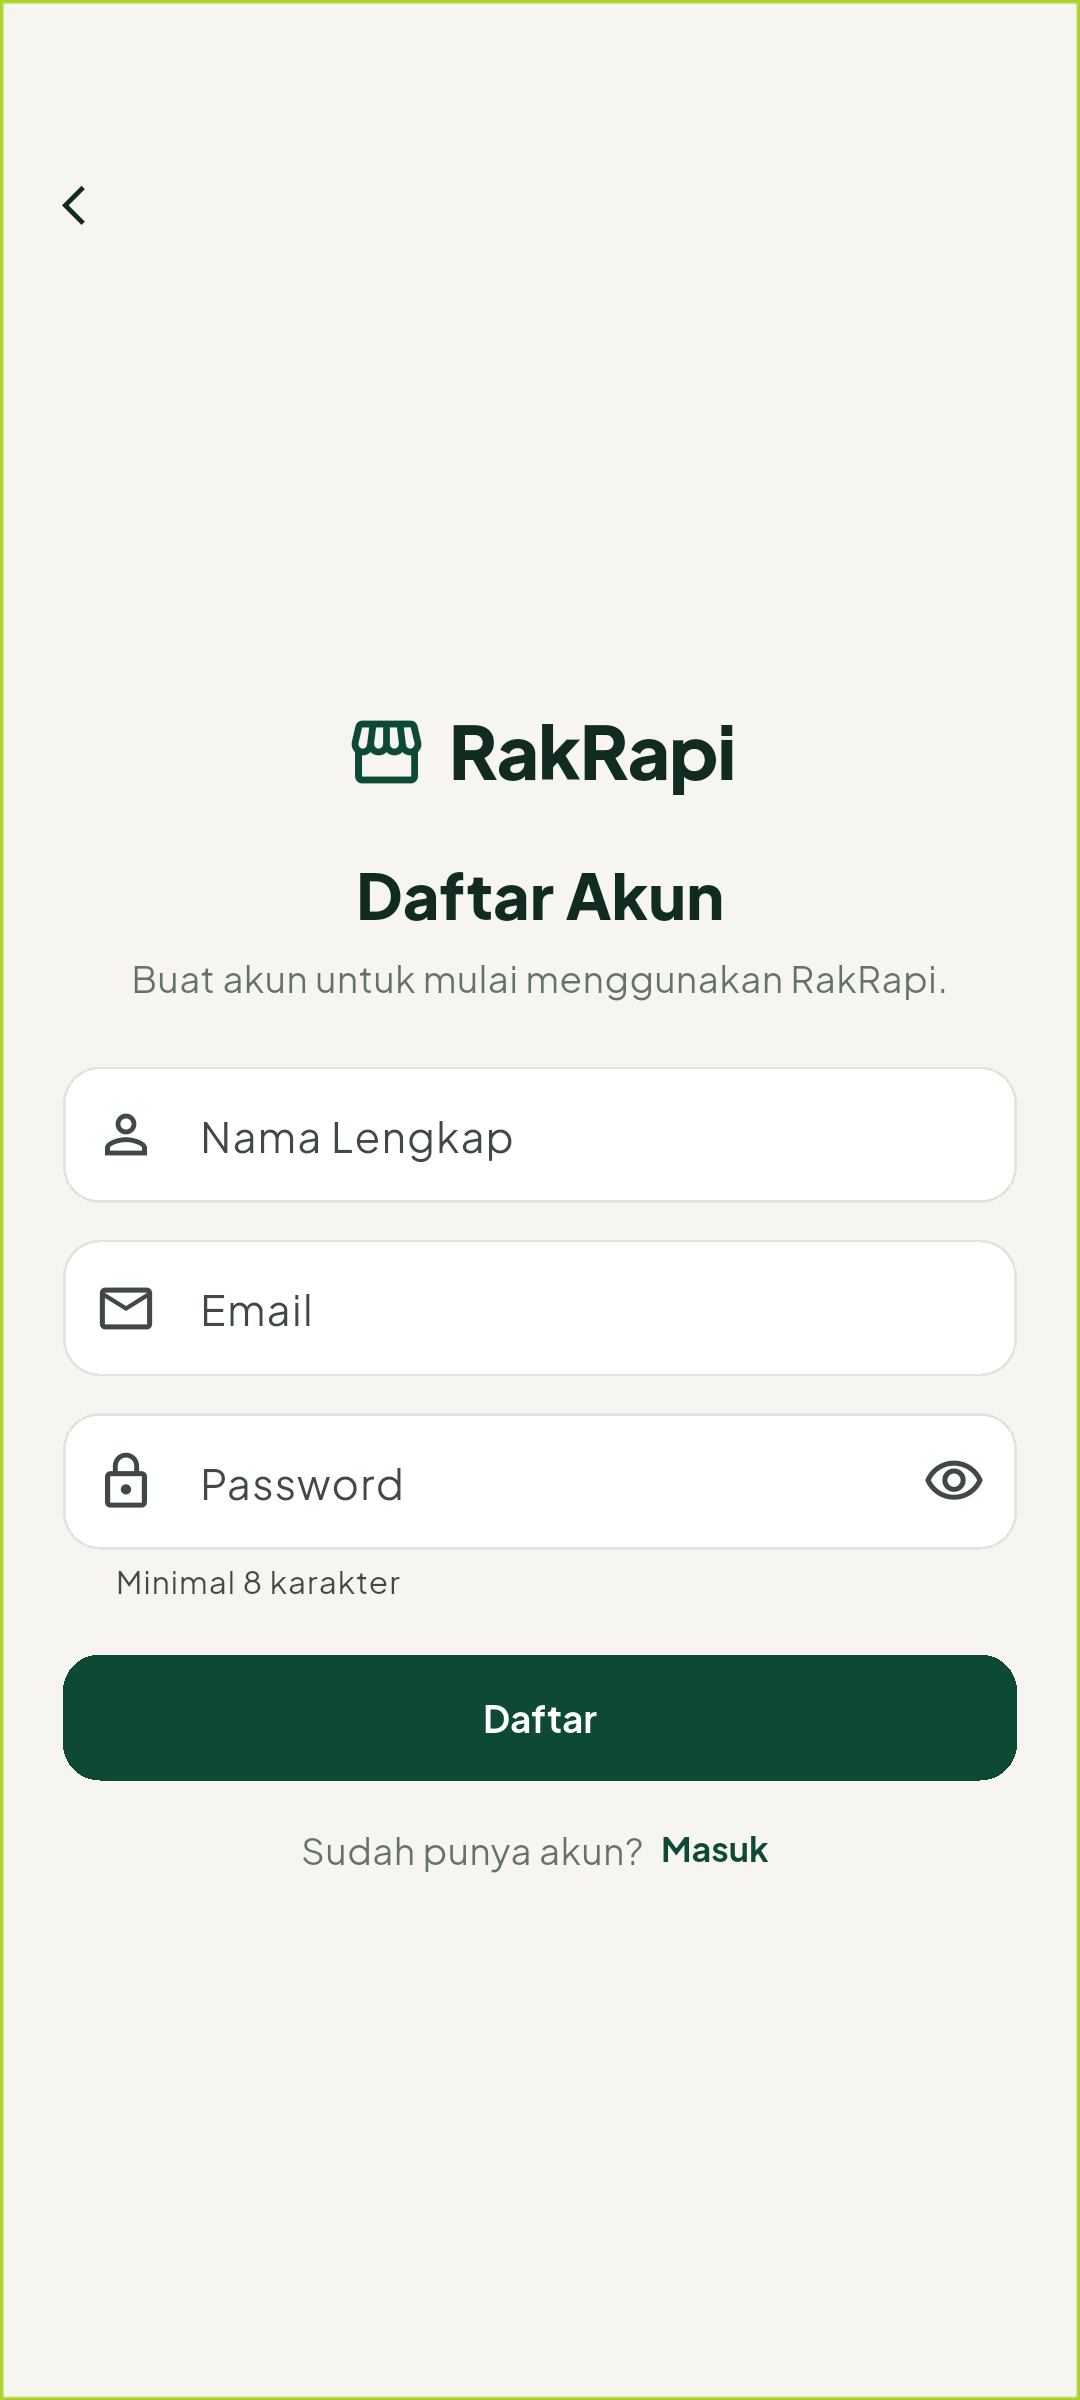 RakRapi
Daftar Akun
Buat akun untuk mulai menggunakan RakRapi.
Nama Lengkap
Email
Password
Minimal 8 karakter
Daftar
Sudah punya akun? Masuk